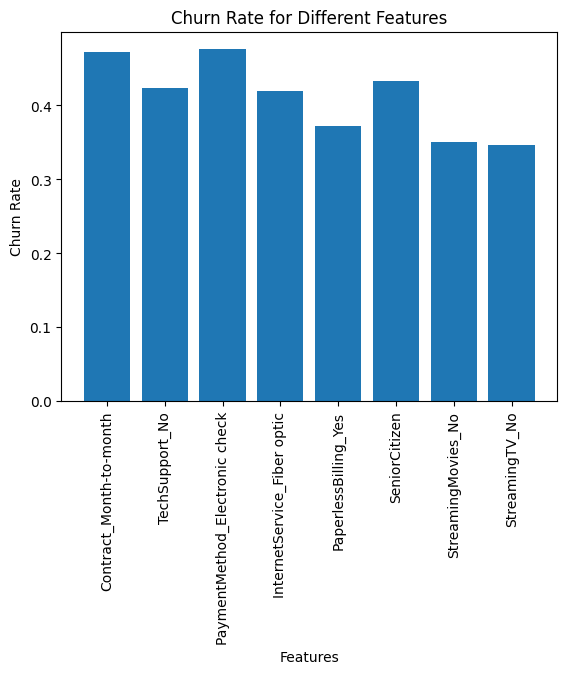 Churn Rate for Different Features
Churn Rate
0.4
0.3
0.2
0.1
0.0
Contract_Month-to-month
TechSupport_No
PaymentMethod_Electronic check
InternetService_Fiber optic
PaperlessBilling_Yes
SeniorCitizen
StreamingMovies_No
StreamingTV_No
Features